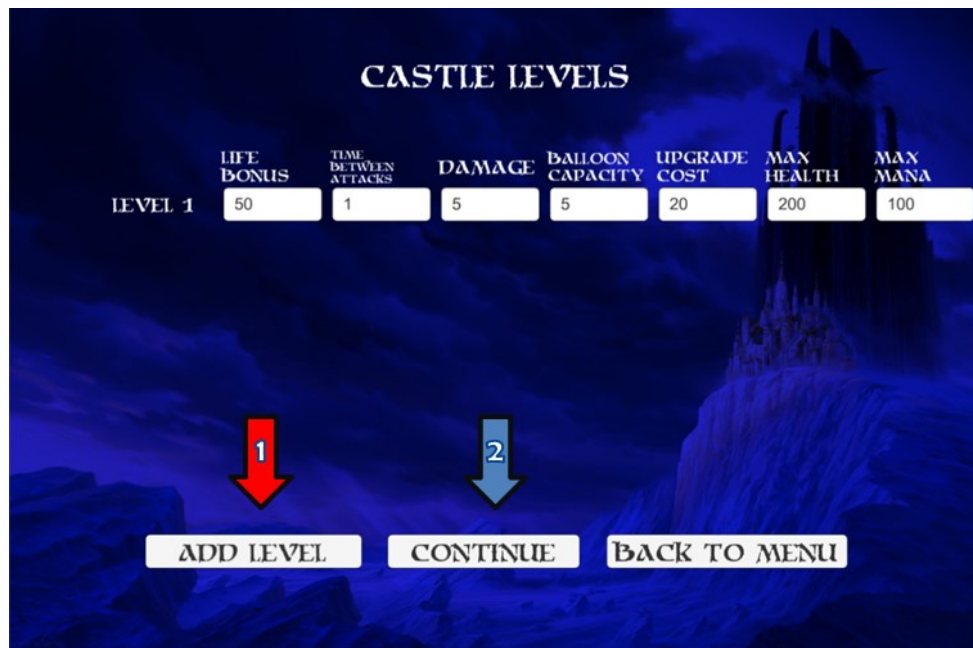 CASTLE LEVELS
LIFE BONUS TIME BETWEEN ATTACKS DAMAGE BALLOON CAPACITY UPGRADE COST MAX HEALTH MAX MANA
LEVEL 1 50 1 5 5 20 200 100
1 2
ADD LEVEL CONTINUE BACK TO MENU